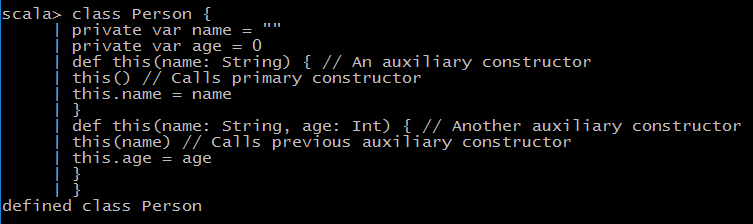 scala> class Person {
| private var name = ""
| private var age = 0
| def this(name: String) { // An auxiliary constructor
| this() // Calls primary constructor
| this.name = name
| }
| def this(name: String, age: Int) { // Another auxiliary constructor
| this(name) // Calls previous auxiliary constructor
| this.age = age
| }
| }
defined class Person